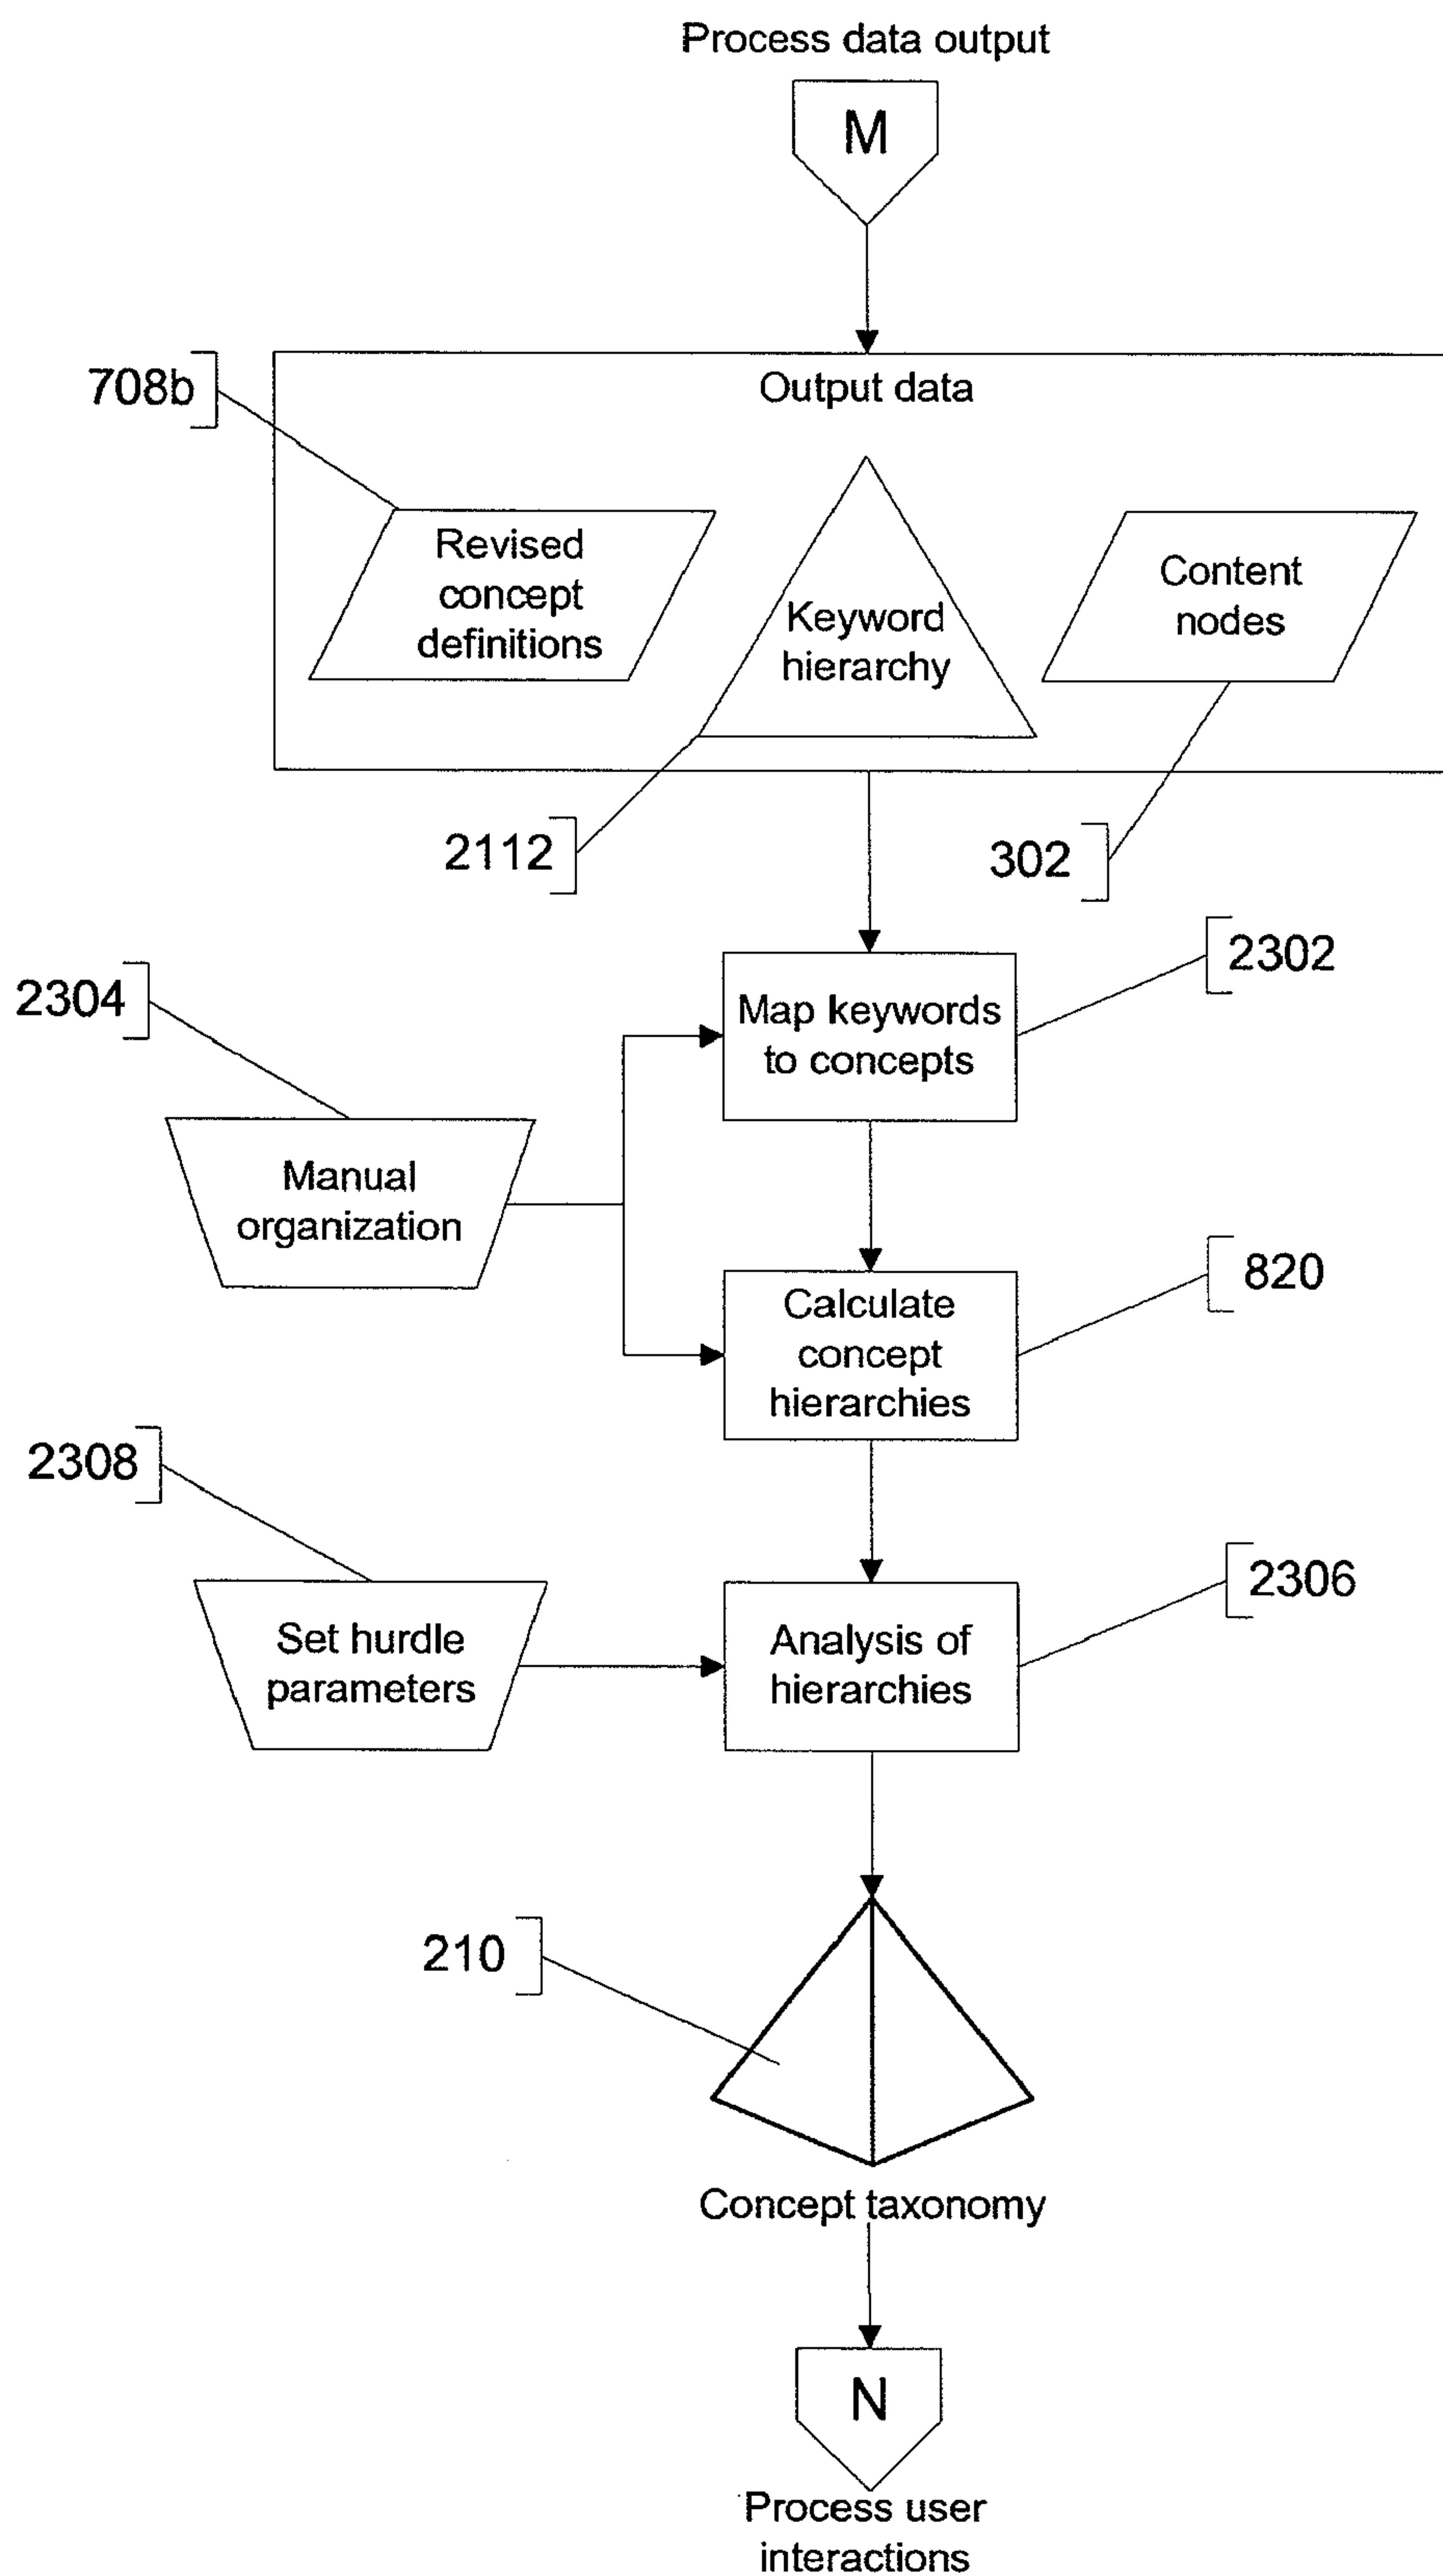 Process data output
M
Output data
708b
Revised
concept
definitions
Keyword
hierarchy
Content
nodes
2112
302
2302
2304
Map keywords
to concepts
Manual
organization
820
Calculate
concept
hierarchies
2308
2306
Set hurdle
parameters
Analysis of
hierarchies
210
Concept taxonomy
N
Process user
interactions